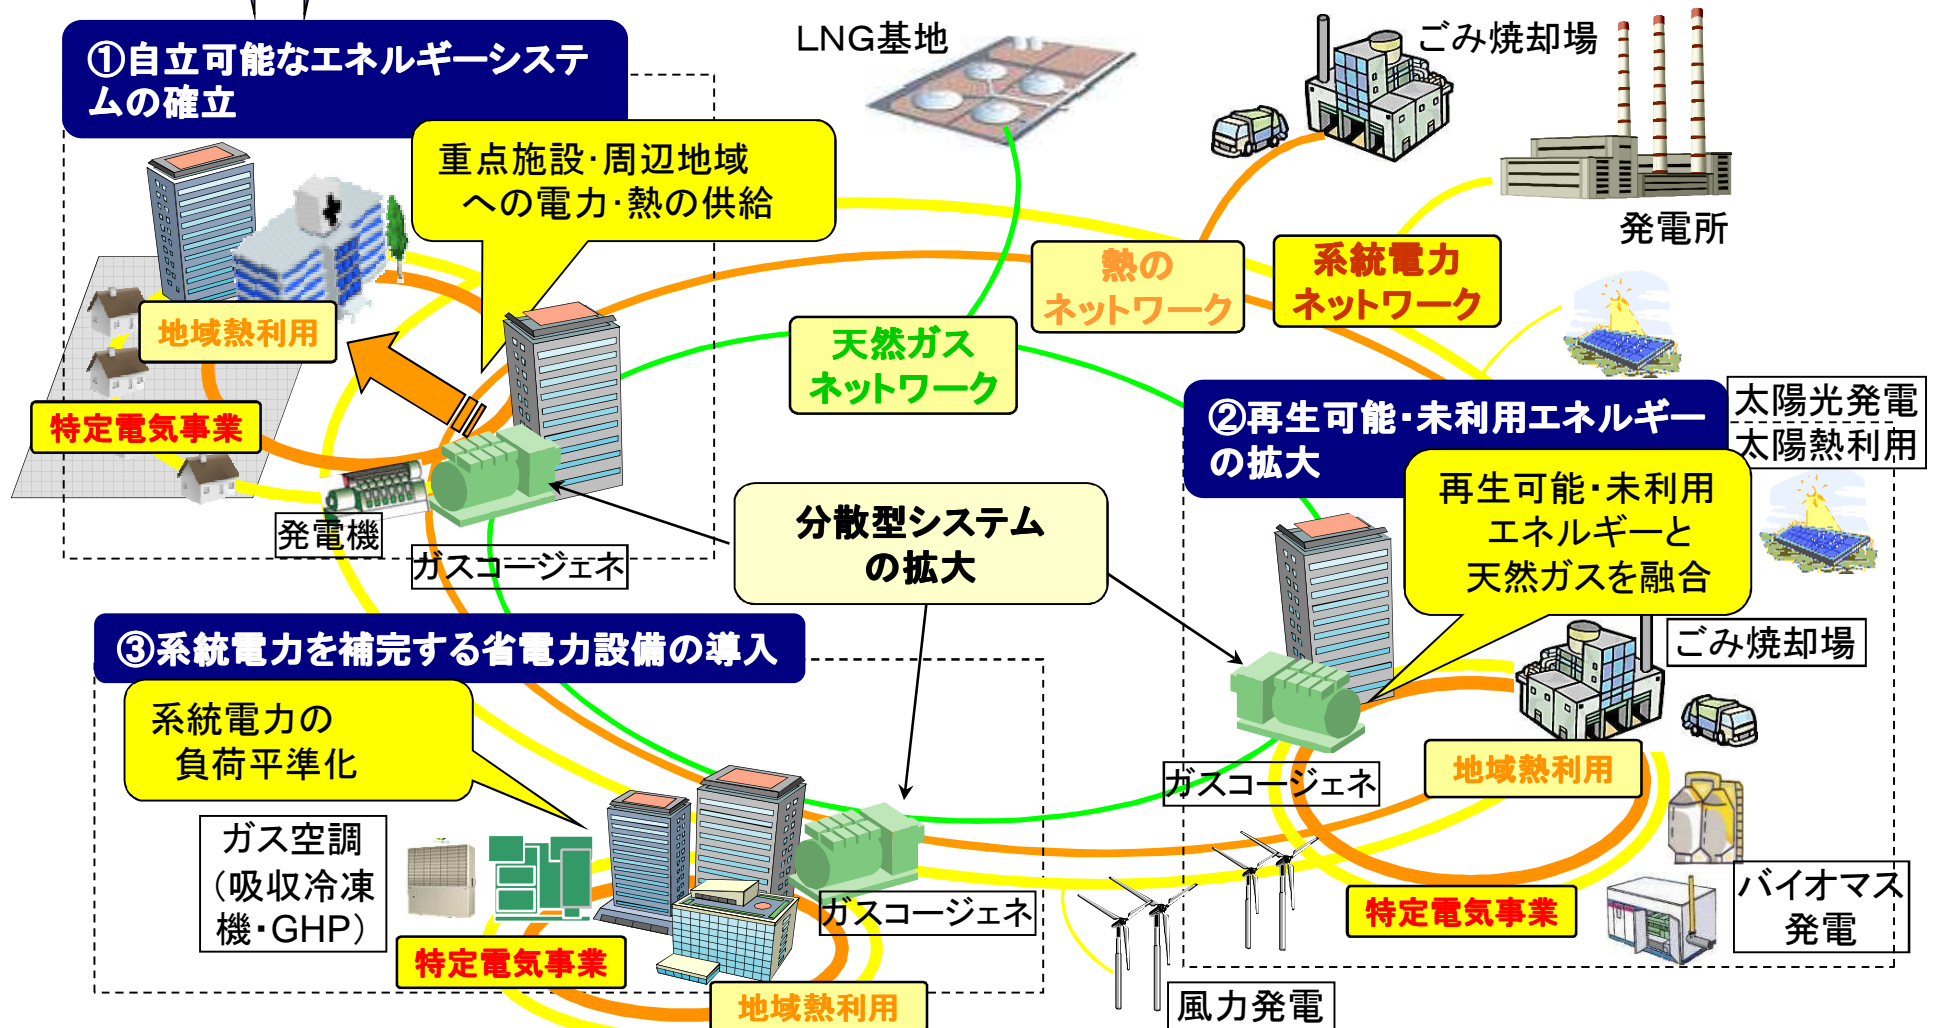 ①自立可能なエネルギーシステ
ムの確立
LNG基地
ごみ焼却場
発電所
重点施設・周辺地域
への電力・熱の供給
熱の
ネットワーク
系統電力
ネットワーク
天然ガス
ネットワーク
地域熱利用
特定電気事業
発電機
ガスコージェネ
分散型システム
の拡大
②再生可能・未利用エネルギー
の拡大
太陽光発電
太陽熱利用
再生可能・未利用
エネルギーと
天然ガスを融合
ごみ焼却場
ガスコージェネ
地域熱利用
特定電気事業
バイオマス
発電
風力発電
③系統電力を補完する省電力設備の導入
系統電力の
負荷平準化
ガス空調
（吸収冷凍
機・GHP）
ガスコージェネ
特定電気事業
地域熱利用